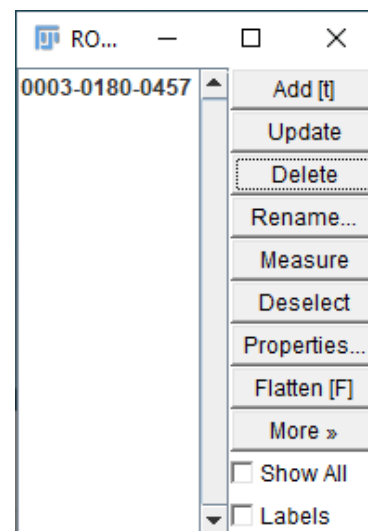 RO...
0003-0180-0457
Add [t]
Update
Delete
Rename...
Measure
Deselect
Properties...
Flatten [F]
More »
Show All
Labels